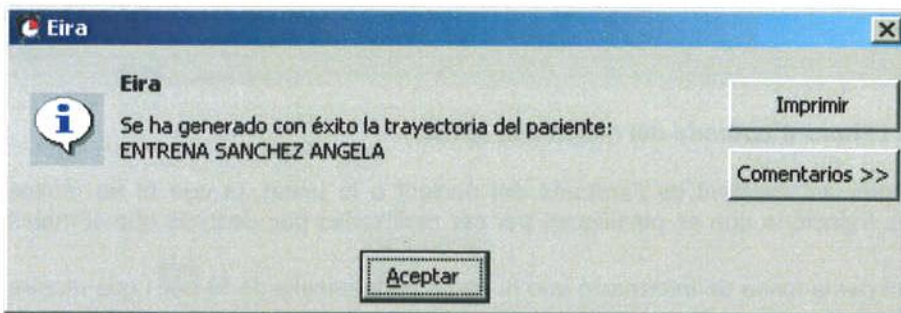 Eira
Eira
Se ha generado con éxito la trayectoria del paciente:
ENTRENA SANCHEZ ANGELA
Imprimir
Comentarios >>
Aceptar